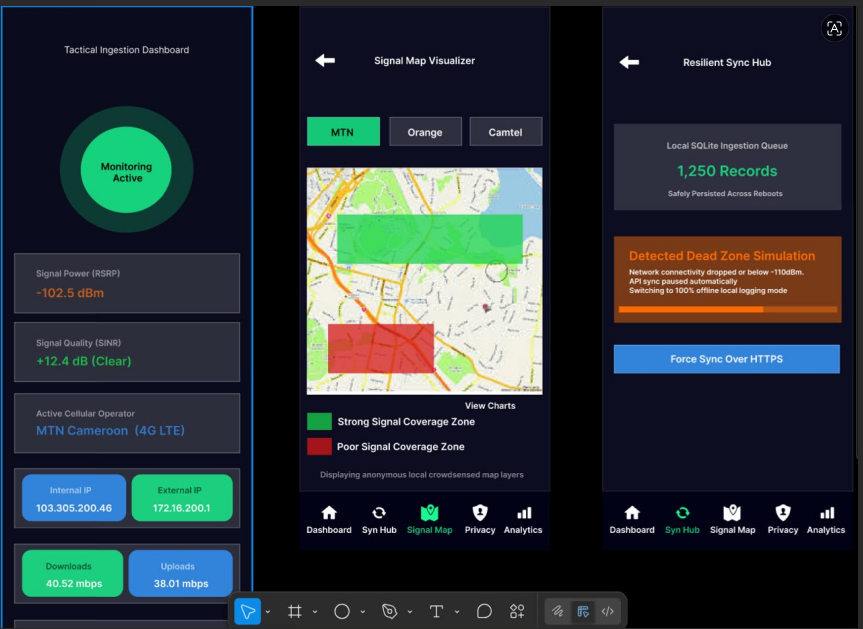 Tactical Ingestion Dashboard
Monitoring
Active
Signal Power (RSRP)
-102.5 dBm
Signal Quality (SINR)
+12.4 dB (Clear)
Active Cellular Operator
MTN Cameroon (4G LTE)
Internal IP
103.305.200.46
External IP
172.16.200.1
Downloads
40.52 mbps
Uploads
38.01 mbps
Signal Map Visualizer
MTN
Orange
Camtel
View Charts
Strong Signal Coverage Zone
Poor Signal Coverage Zone
Displaying anonymous local crowdsensed map layers
Dashboard
Syn Hub
Signal Map
Privacy
Analytics
Resilient Sync Hub
Local SQLite Ingestion Queue
1,250 Records
Safely Persisted Across Reboots
Detected Dead Zone Simulation
Network connectivity dropped or below -110dBm.
API sync paused automatically
Switching to 100% offline local logging mode
Force Sync Over HTTPS
Dashboard
Syn Hub
Signal Map
Privacy
Analytics